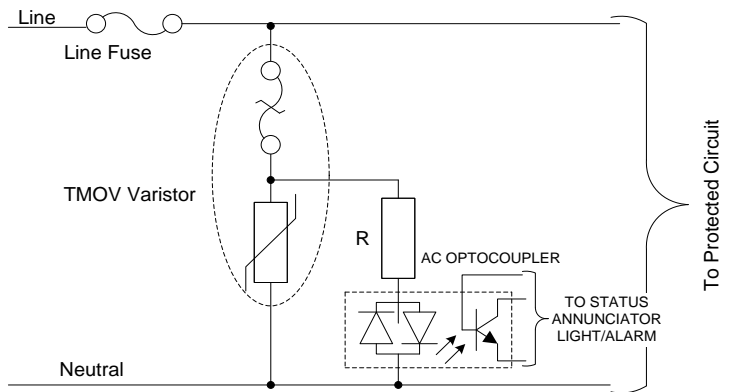 Line
Line Fuse
TMOV Varistor
R
AC OPTOCOUPLER
TO STATUS
ANNUNCIATOR
LIGHT/ALARM
To Protected Circuit
Neutral